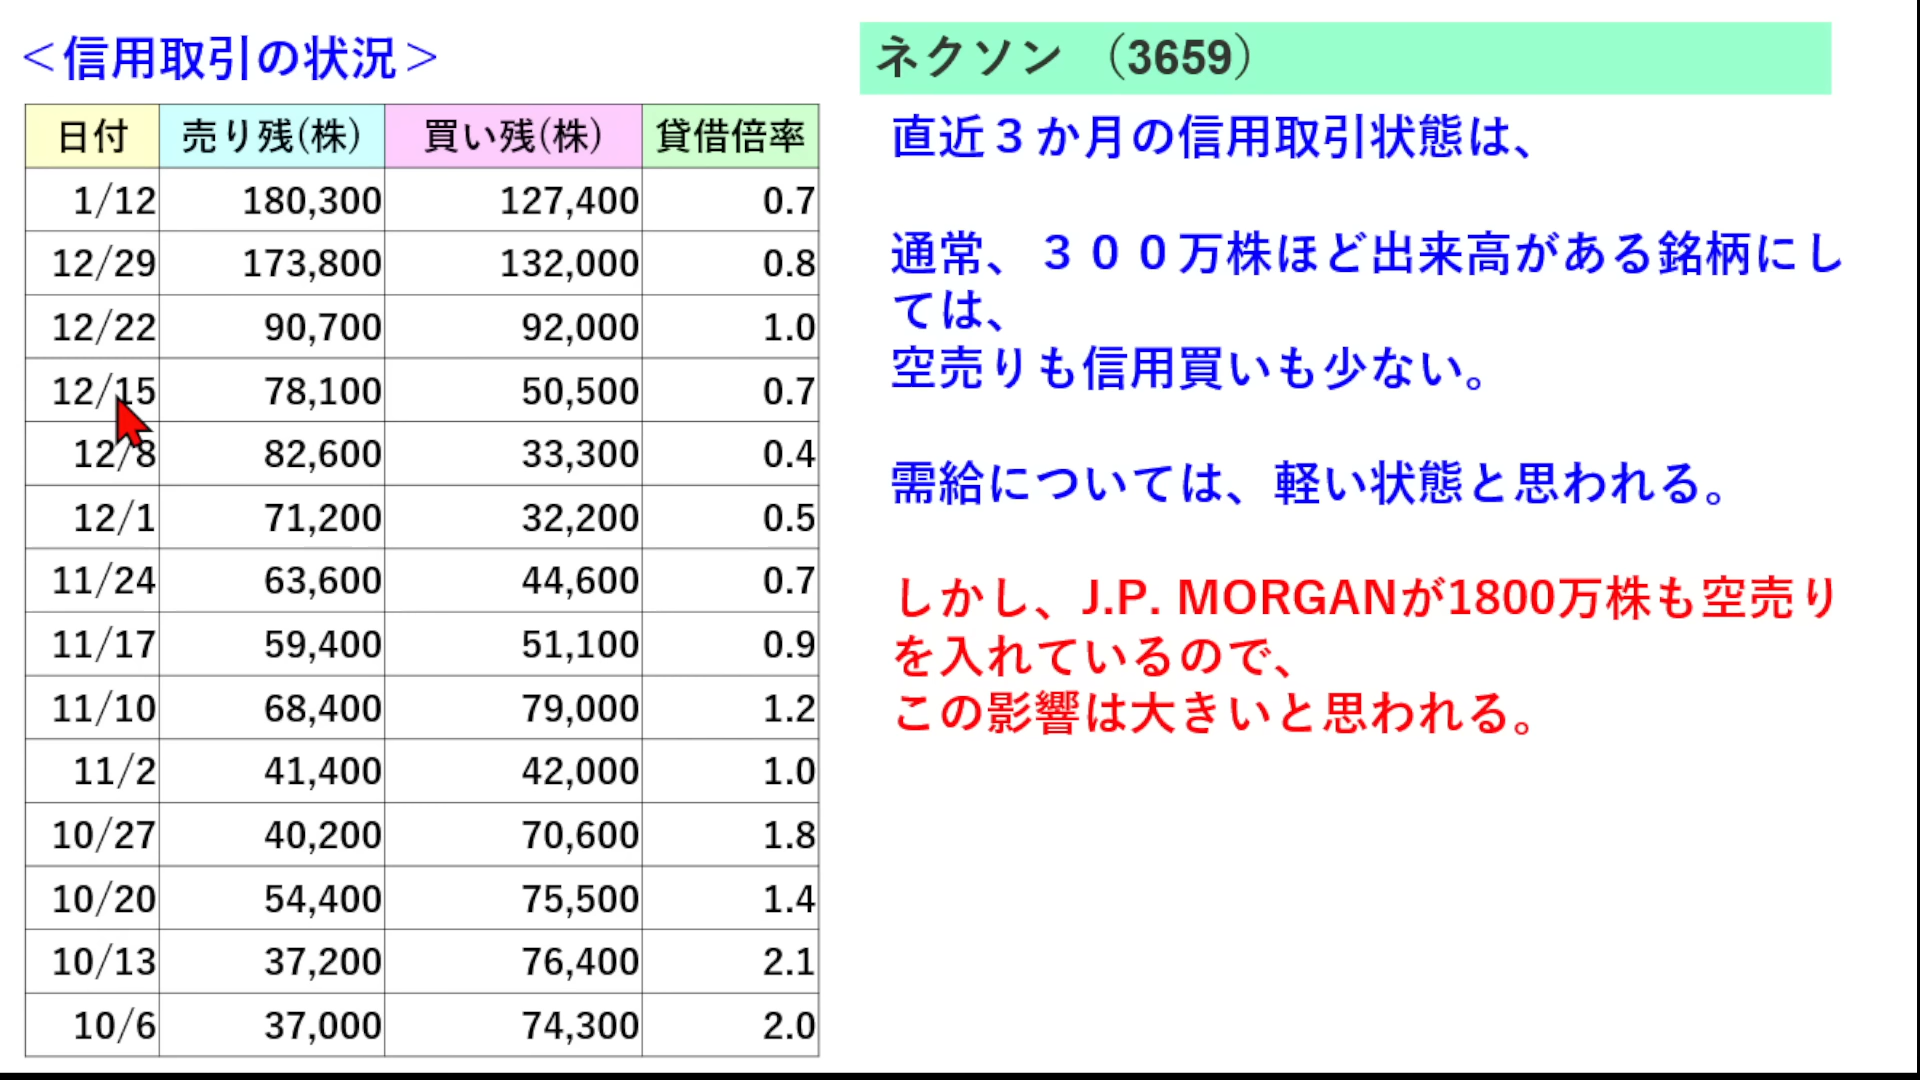 ＜信用取引の状況＞
日付 売り残(株) 買い残(株) 貸借倍率
1/12 180,300 127,400 0.7
12/29 173,800 132,000 0.8
12/22 90,700 92,000 1.0
12/15 78,100 50,500 0.7
12/8 82,600 33,300 0.4
12/1 71,200 32,200 0.5
11/24 63,600 44,600 0.7
11/17 59,400 51,100 0.9
11/10 68,400 79,000 1.2
11/2 41,400 42,000 1.0
10/27 40,200 70,600 1.8
10/20 54,400 75,500 1.4
10/13 37,200 76,400 2.1
10/6 37,000 74,300 2.0
ネクソン （3659）
直近３か月の信用取引状態は、
通常、３００万株ほど出来高がある銘柄にし
ては、
空売りも信用買いも少ない。
需給については、軽い状態と思われる。
しかし、J.P. MORGANが1800万株も空売り
を入れているので、
この影響は大きいと思われる。